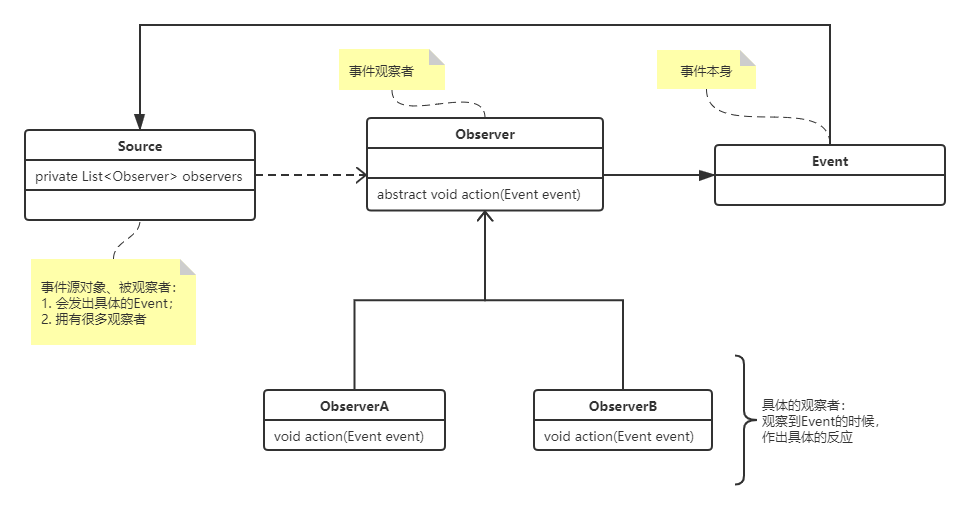 事件观察者
事件本身
Source
private List<Observer> observers
Observer
abstract void action(Event event)
Event
事件源对象、被观察者：
1. 会发出具体的Event；
2. 拥有很多观察者
ObserverA
void action(Event event)
ObserverB
void action(Event event)
具体的观察者：
观察到Event的时候，
作出具体的反应